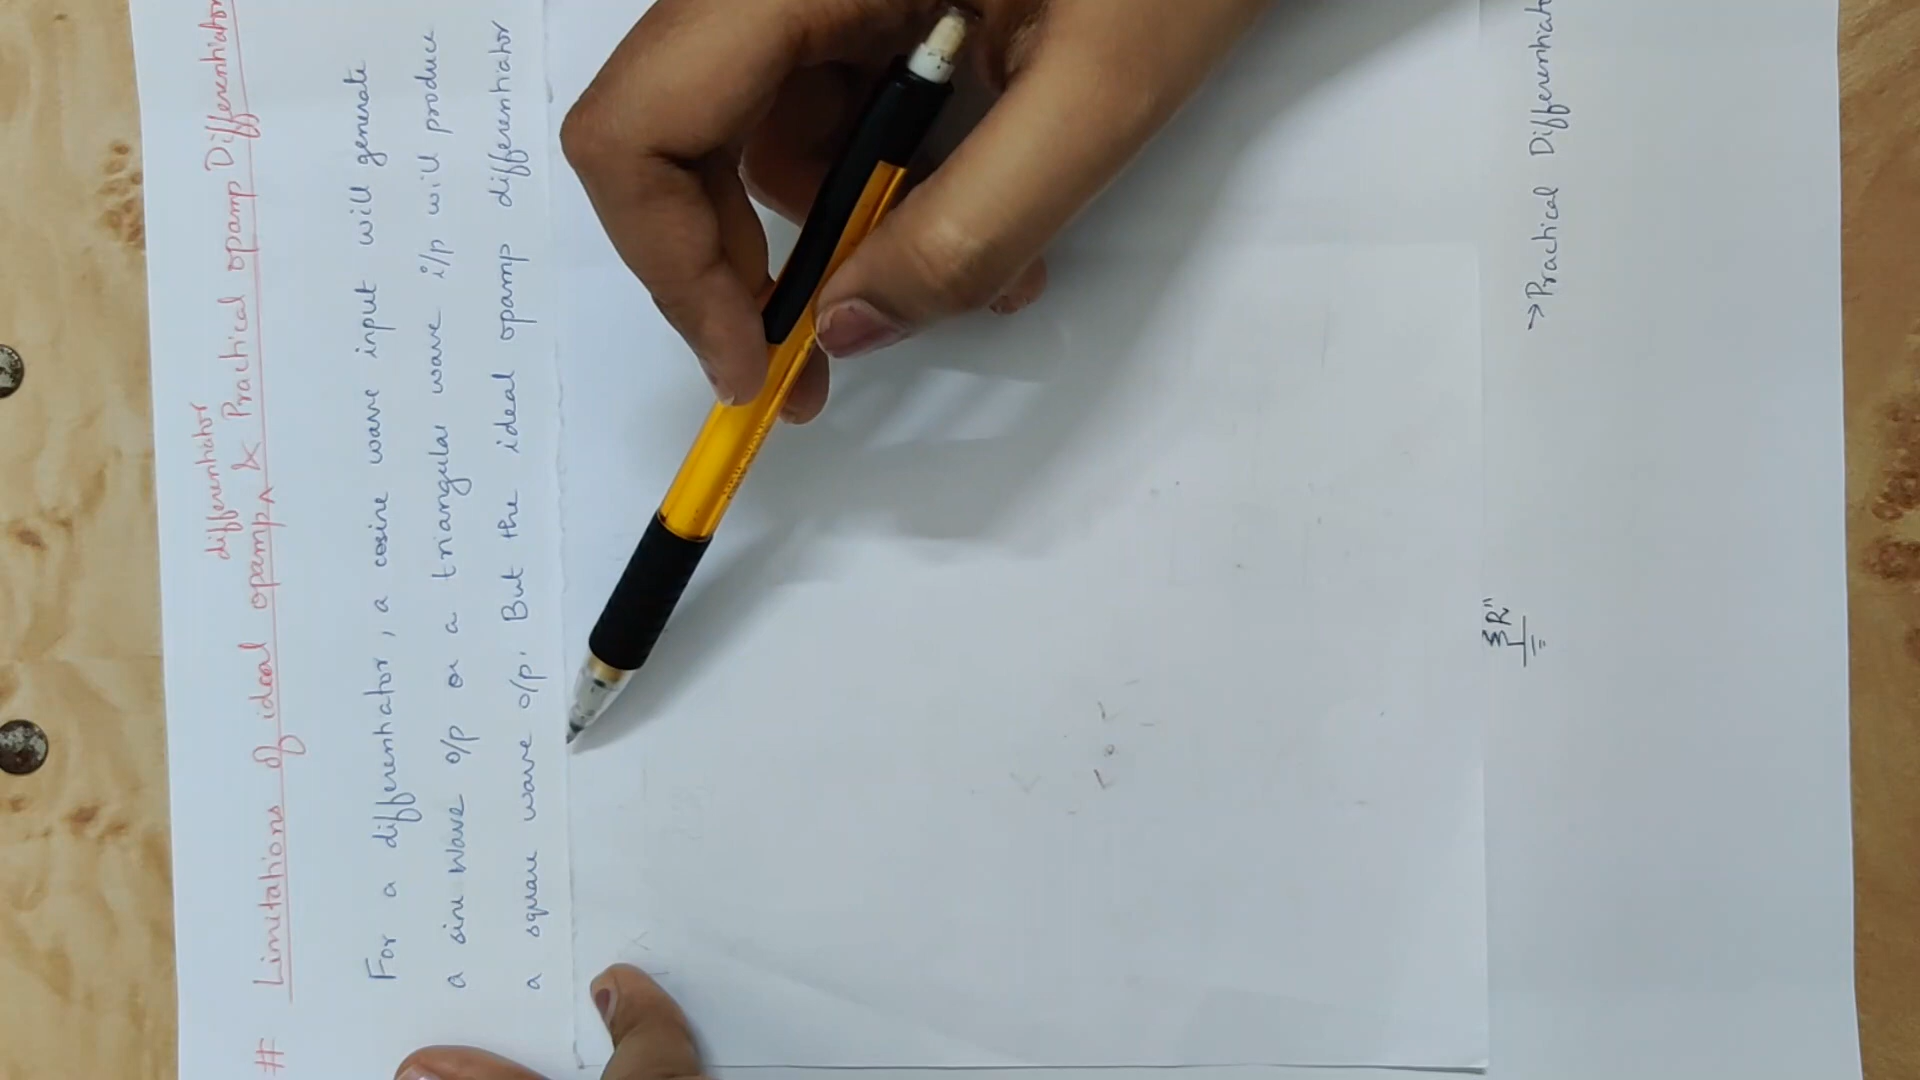 # Limitations of ideal opamp differentiator & Practical opamp Differentiator
For a differentiator, a cosine wave input will generate
a sine wave o/p or a triangular wave i/p will produce
a square wave o/p. But the ideal opamp differentiator
R"
→ Practical Differentiato